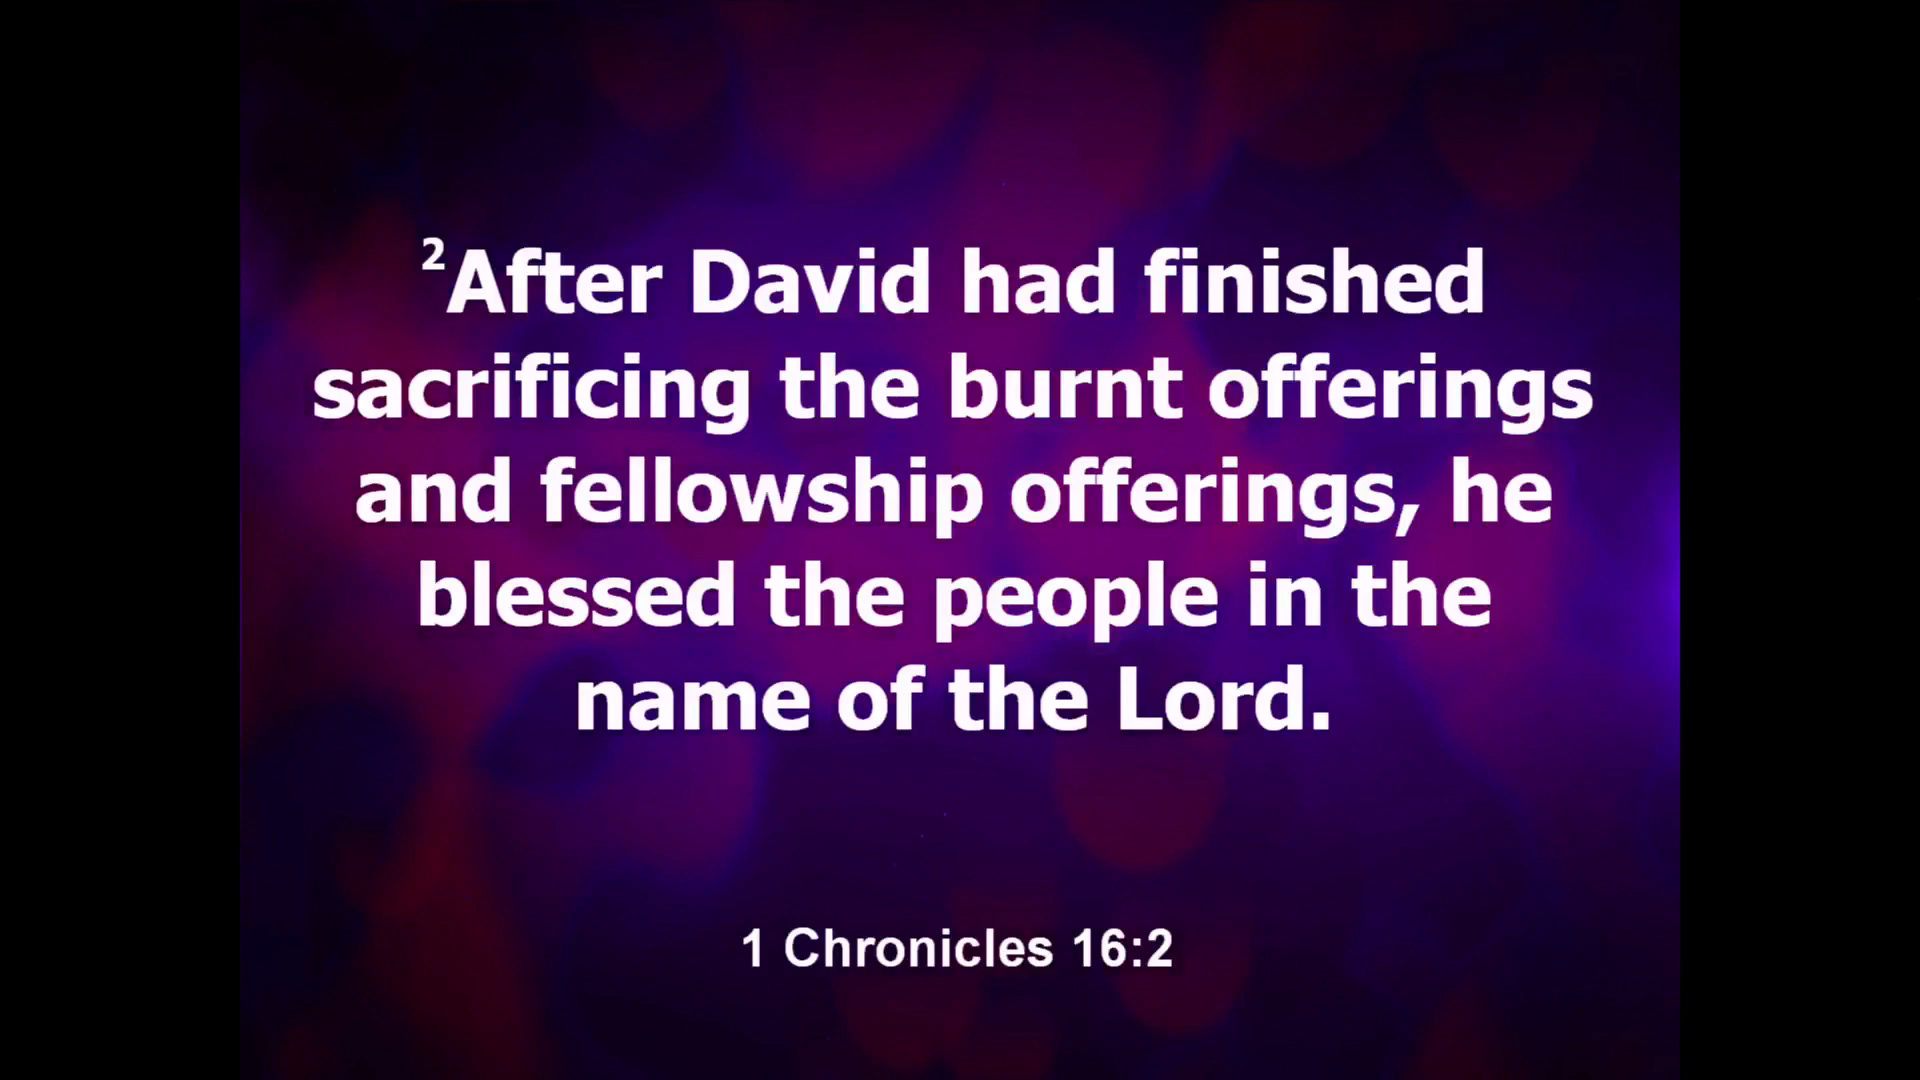 ²After David had finished
sacrificing the burnt offerings
and fellowship offerings, he
blessed the people in the
name of the Lord.
1 Chronicles 16:2